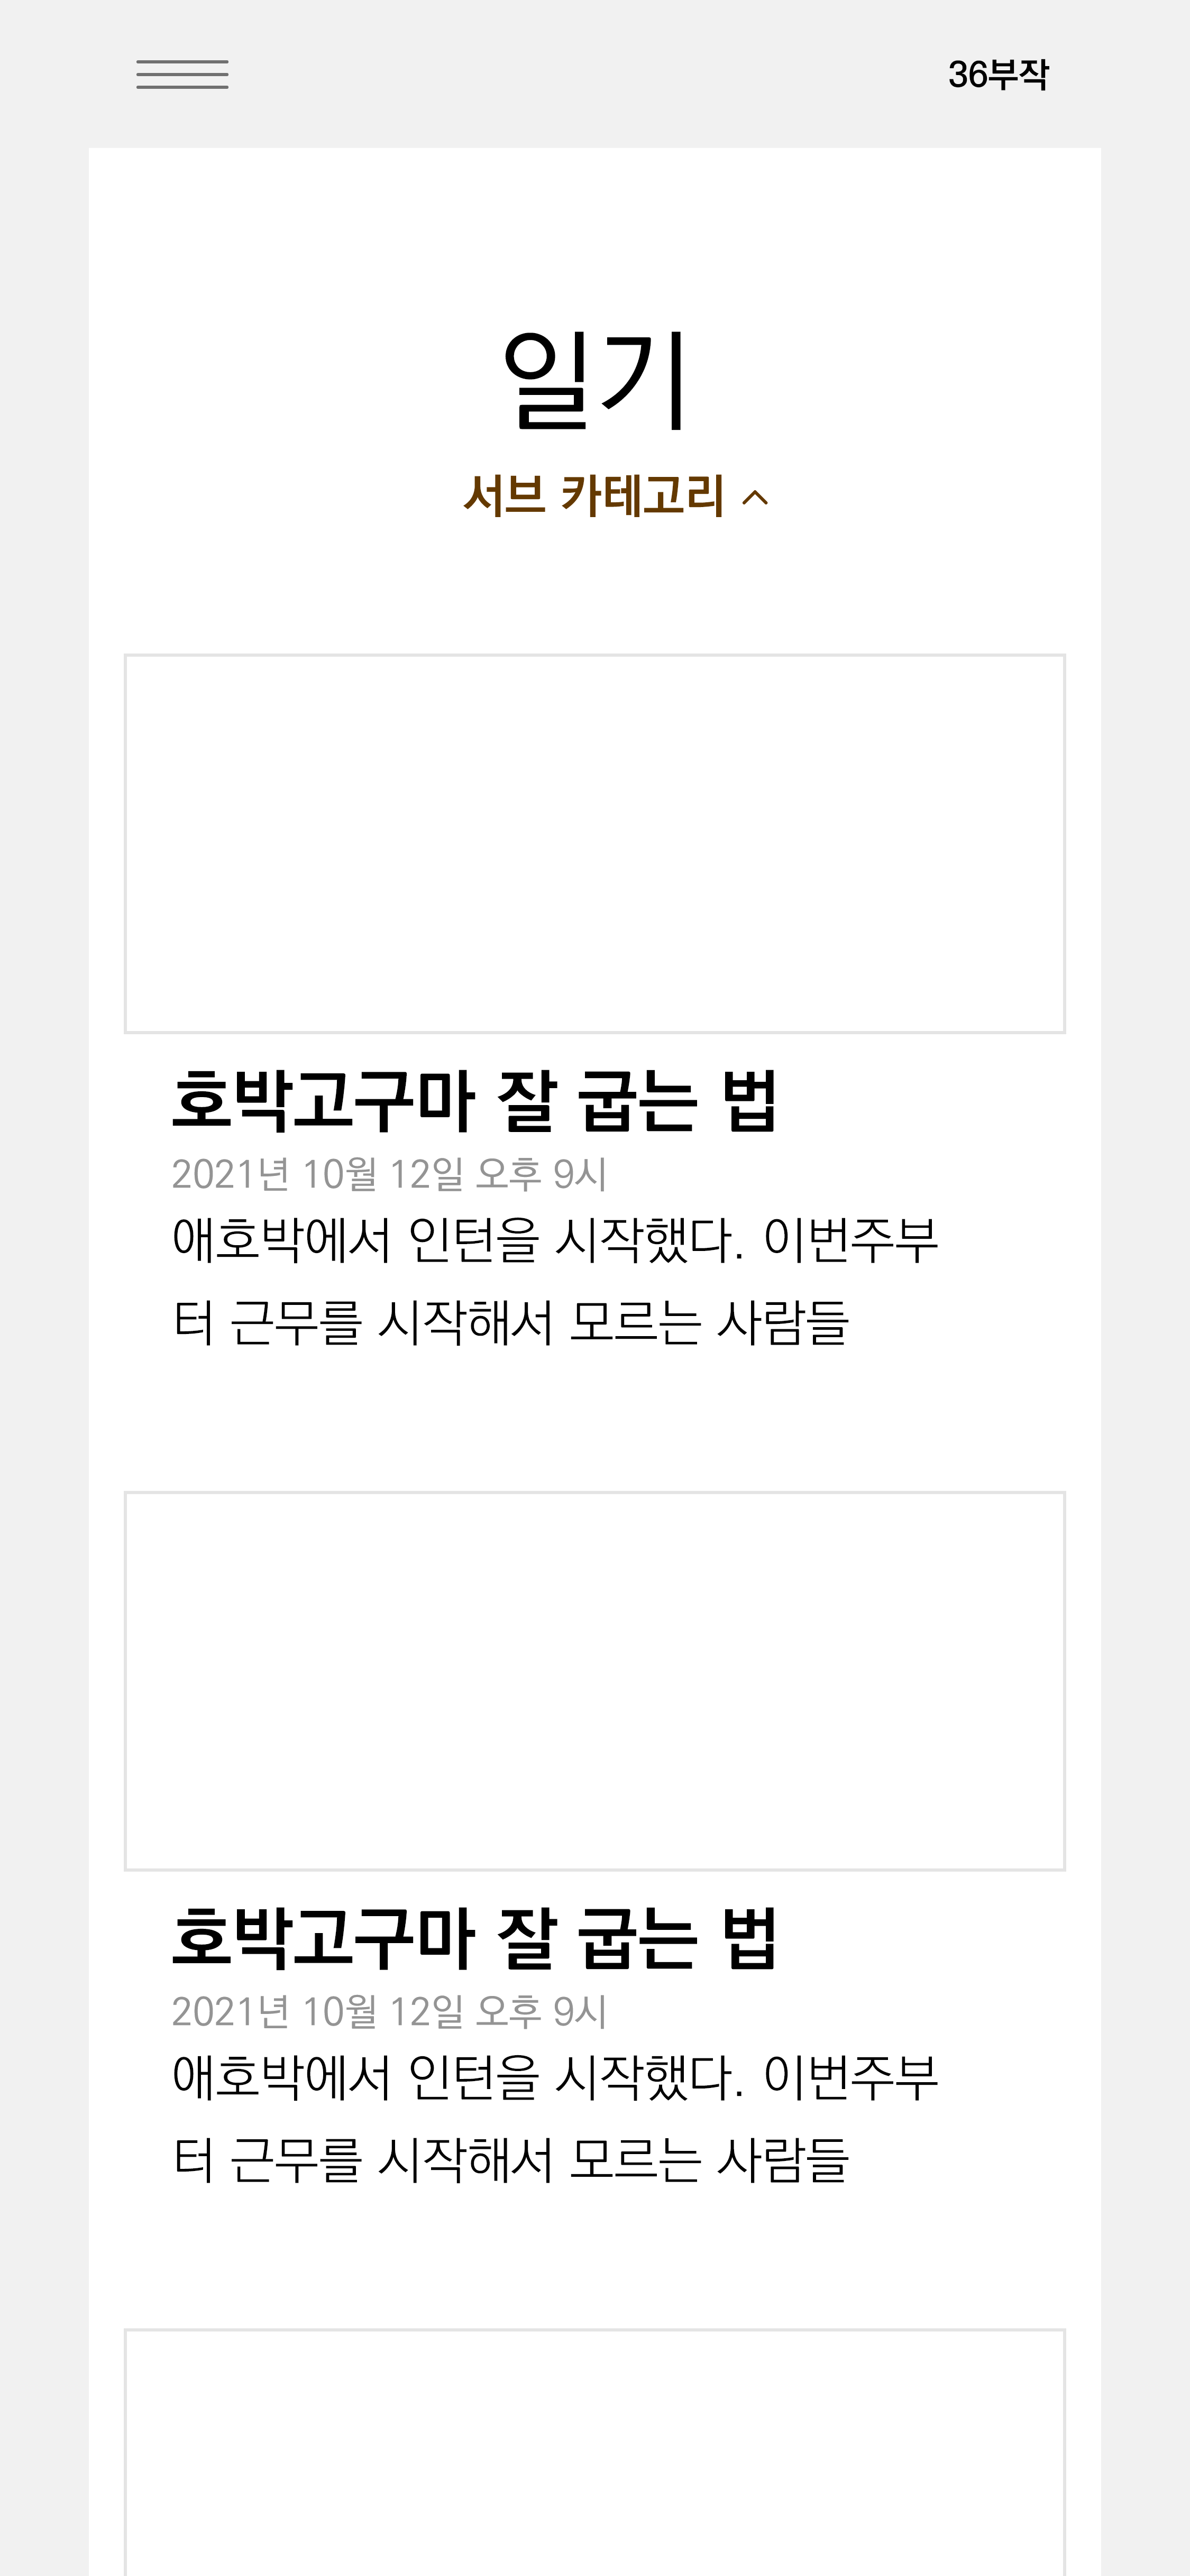 36부작
일기
서브 카테고리
호박고구마 잘 굽는 법
2021년 10월 12일 오후 9시
애호박에서 인턴을 시작했다. 이번주부
터 근무를 시작해서 모르는 사람들
호박고구마 잘 굽는 법
2021년 10월 12일 오후 9시
애호박에서 인턴을 시작했다. 이번주부
터 근무를 시작해서 모르는 사람들